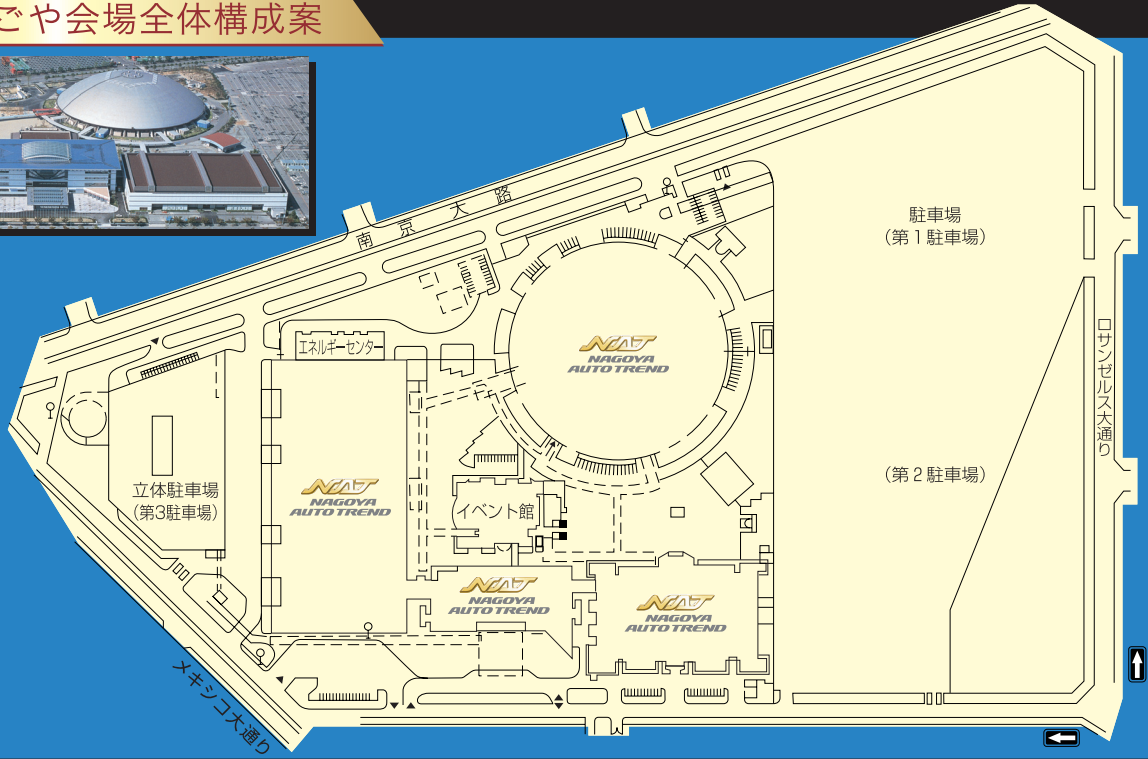 ごや会場全体構成案
南京大路
駐車場
(第1駐車場)
エネルギーセンター
NAT
NAGOYA
AUTO TREND
ロサンゼルス大通り
立体駐車場
(第3駐車場)
NAT
NAGOYA
AUTO TREND
イベント館
(第2駐車場)
NAT
NAGOYA
AUTO TREND
NAT
NAGOYA
AUTO TREND
メキシコ大通り